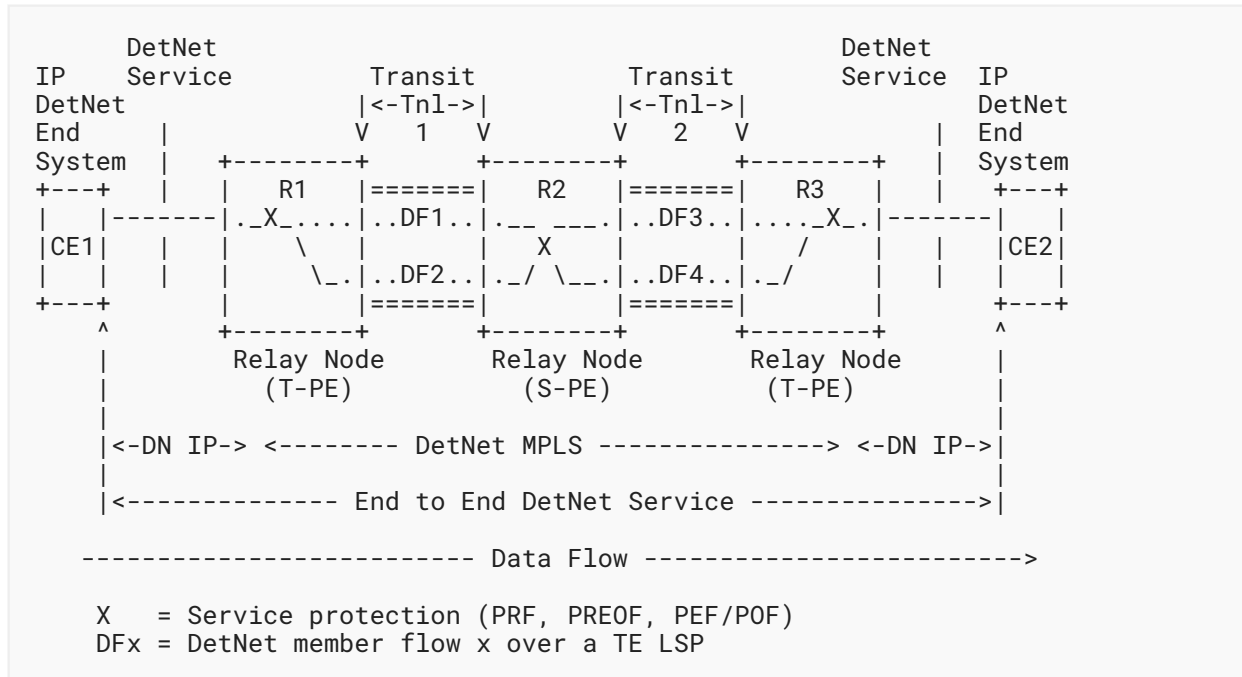 DetNet                                         DetNet
IP    Service         Transit          Transit       Service  IP
DetNet               |<-Tnl->|        |<-Tnl->|               DetNet
End     |            V   1   V        V   2   V            |  End
System  |   +--------+       +--------+       +--------+   |  System
+---+   |   |   R1   |=======|   R2   |=======|   R3   |   |   +---+
|   |-------|._X_....|..DF1..|.__ ___.|..DF3..|...._X_.|-------|   |
|CE1|   |   |    \   |       |   X    |       |   /    |   |   |CE2|
|   |   |   |     \_.|..DF2..|._/ \__.|..DF4..|._/     |   |   |   |
+---+       |        |=======|        |=======|        |       +---+
    ^       +--------+       +--------+       +--------+       ^
    |        Relay Node       Relay Node       Relay Node      |
    |          (T-PE)           (S-PE)          (T-PE)         |
    |                                                          |
    |<-DN IP-> <-------- DetNet MPLS ---------------> <-DN IP->|
    |                                                          |
    |<-------------- End to End DetNet Service --------------->|

   -------------------------- Data Flow ------------------------->

    X   = Service protection (PRF, PREOF, PEF/POF)
    DFx = DetNet member flow x over a TE LSP